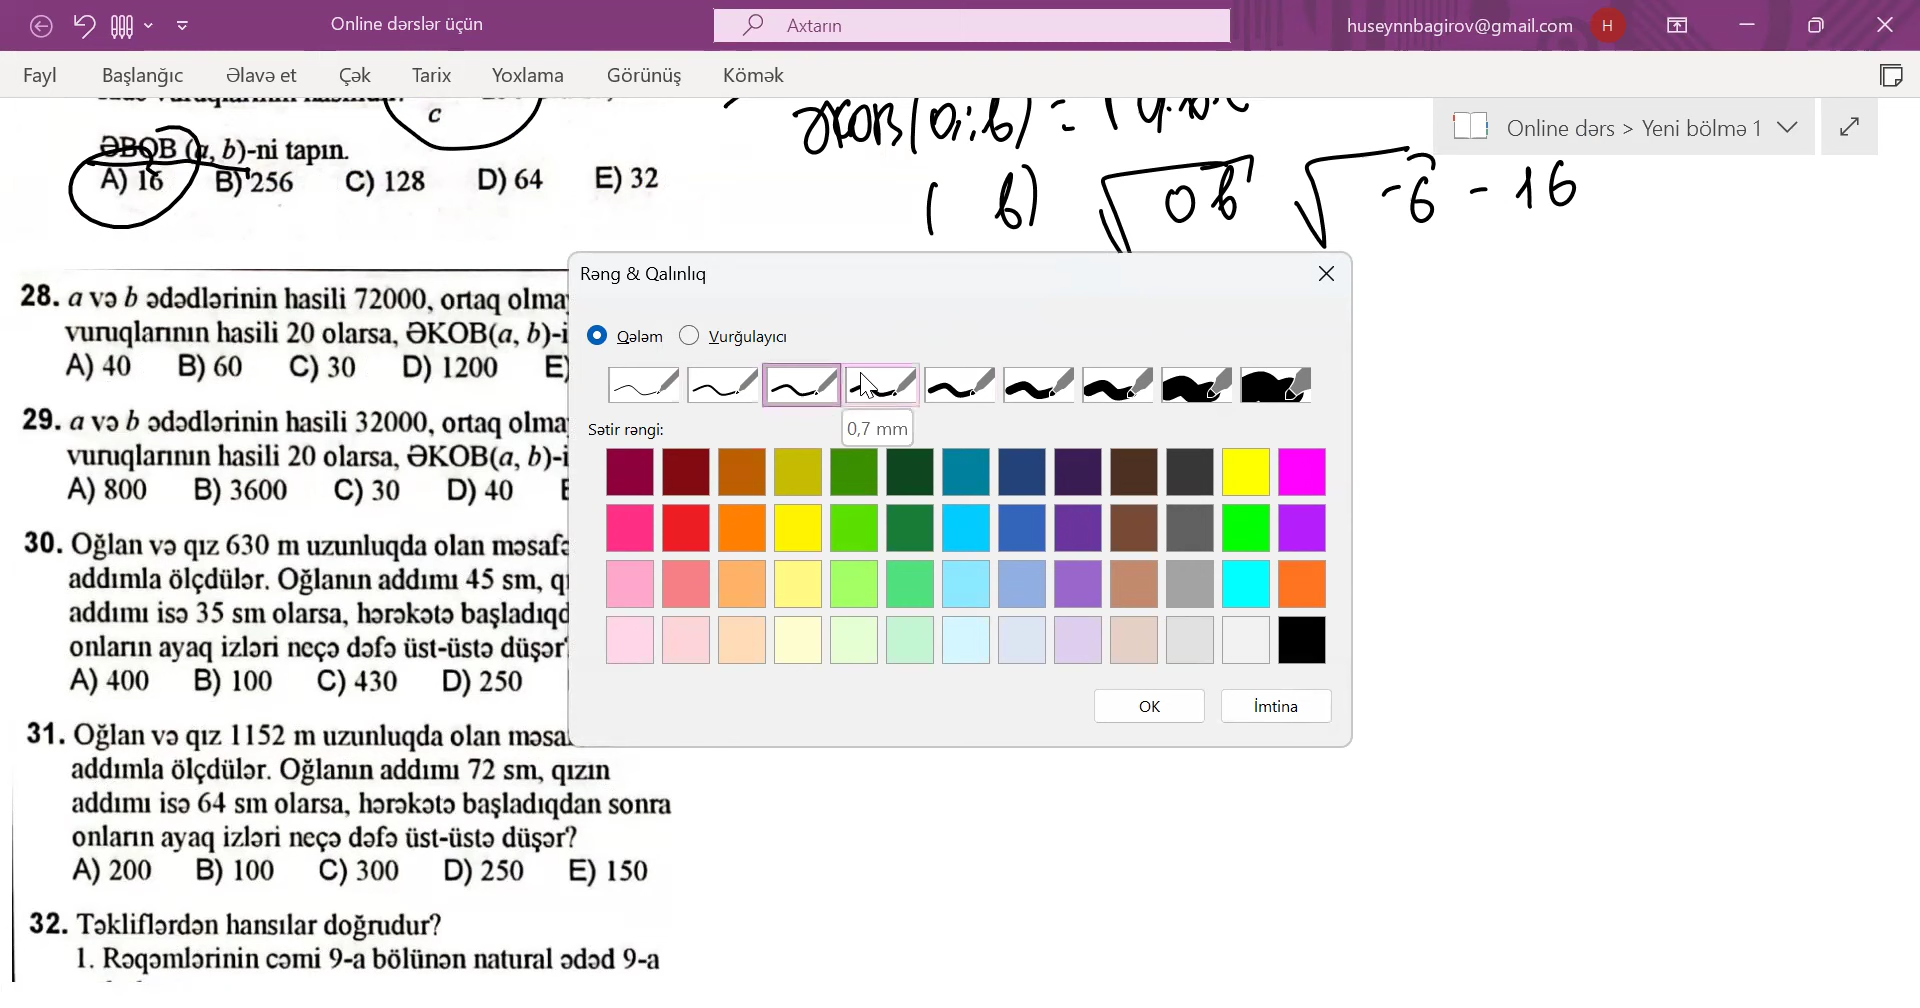 Online dərslər üçün
Axtarın
huseynnbagirov@gmail.com
H
Fayl Başlanğıc Əlavə et Çək Tarix Yoxlama Görünüş Kömək
Online dərs > Yeni bölmə 1
c
ƏBOB (a, b)-ni tapın.
A) 16 B) 256 C) 128 D) 64 E) 32
ƏKOB(a;b) =
b)
-6 - 16
28. a və b ədədlərinin hasili 72000, ortaq
vuruqlarının hasili 20 olarsa, ƏKOB(a, b)-i
A) 40 B) 60 C) 30 D) 1200 E)
29. a və b ədədlərinin hasili 32000, ortaq
vuruqlarının hasili 20 olarsa, ƏKOB(a, b)-i
A) 800 B) 3600 C) 30 D) 40
30. Oğlan və qız 630 m uzunluqda olan
addımla ölçdülər. Oğlanın addımı 45 sm,
addımı isə 35 sm olarsa, hərəkətə
onların ayaq izləri neçə dəfə üst-üstə düşər
A) 400 B) 100 C) 430 D) 250
31. Oğlan və qız 1152 m uzunluqda olan
addımla ölçdülər. Oğlanın addımı 72 sm, qızın
addımı isə 64 sm olarsa, hərəkətə başladıqdan sonra
onların ayaq izləri neçə dəfə üst-üstə düşər?
A) 200 B) 100 C) 300 D) 250 E) 150
32. Təkliflərdən hansılar doğrudur?
1. Rəqəmlərinin cəmi 9-a bölünən natural ədəd 9-a
Rəng & Qalınlıq
Qələm Vurğulayıcı
0,7 mm
Sətir rəngi:
OK İmtina